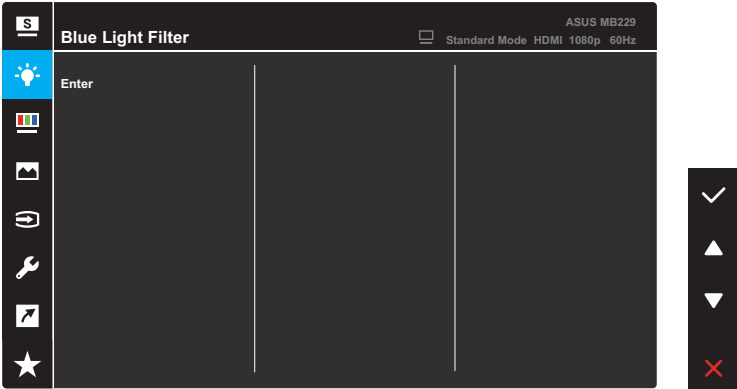 S
ASUS MB229
Blue Light Filter
Standard Mode HDMI 1080p 60Hz
Enter